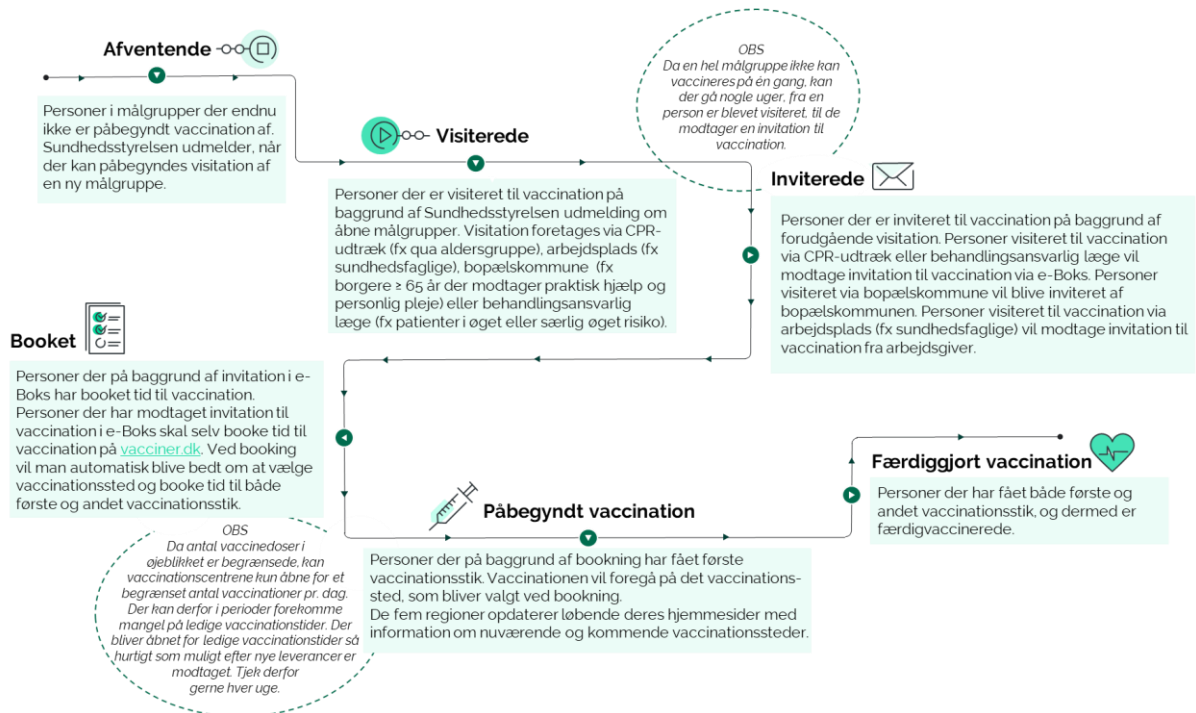 Afventende
Personer i målgrupper der endnu
ikke er påbegyndt vaccination af.
Sundhedsstyrelsen udmelder, når
der kan påbegyndes visitation af
en ny målgruppe.
Visiterede
Personer der er visiteret til vaccination på
baggrund af Sundhedsstyrelsen udmelding om
åbne målgrupper. Visitation foretages via CPR-
udtræk (fx qua aldersgruppe), arbejdsplads (fx
sundhedsfaglige), bopælskommune (fx
borgere ≥ 65 år der modtager praktisk hjælp og
personlig pleje) eller behandlingsansvarlig
læge (fx patienter i øget eller særlig øget risiko).
OBS
Da en hel målgruppe ikke kan
vaccineres på én gang, kan
der gå nogle uger, fra en
person er blevet visiteret, til de
modtager en invitation til
vaccination.
Inviterede
Personer der er inviteret til vaccination på baggrund af
forudgående visitation. Personer visiteret til vaccination
via CPR-udtræk eller behandlingsansvarlig læge vil
modtage invitation til vaccination via e-Boks. Personer
visiteret via bopælskommune vil blive inviteret af
bopælskommunen. Personer visiteret til vaccination via
arbejdsplads (fx sundhedsfaglige) vil modtage invitation til
vaccination fra arbejdsgiver.
Booket
Personer der på baggrund af invitation i e-
Boks har booket tid til vaccination.
Personer der har modtaget invitation til
vaccination i e-Boks skal selv booke tid til
vaccination på vacciner.dk. Ved booking
vil man automatisk blive bedt om at vælge
vaccinationssted og booke tid til både
første og andet vaccinationsstik.
OBS
Da antal vaccinedoser i
øjeblikket er begrænsede, kan
vaccinationscentrene kun åbne for et
begrænset antal vaccinationer pr. dag.
Der kan derfor i perioder forekomme
mangel på ledige vaccinationstider. Der
bliver åbnet for ledige vaccinationstider så
hurtigt som muligt efter nye leverancer er
modtaget. Tjek derfor
gerne hver uge.
Påbegyndt vaccination
Personer der på baggrund af bookning har fået første
vaccinationsstik. Vaccinationen vil foregå på det vaccinations-
sted, som bliver valgt ved bookning.
De fem regioner opdaterer løbende deres hjemmesider med
information om nuværende og kommende vaccinationssteder.
Færdiggjort vaccination
Personer der har fået både første og
andet vaccinationsstik, og dermed er
færdigvaccinerede.